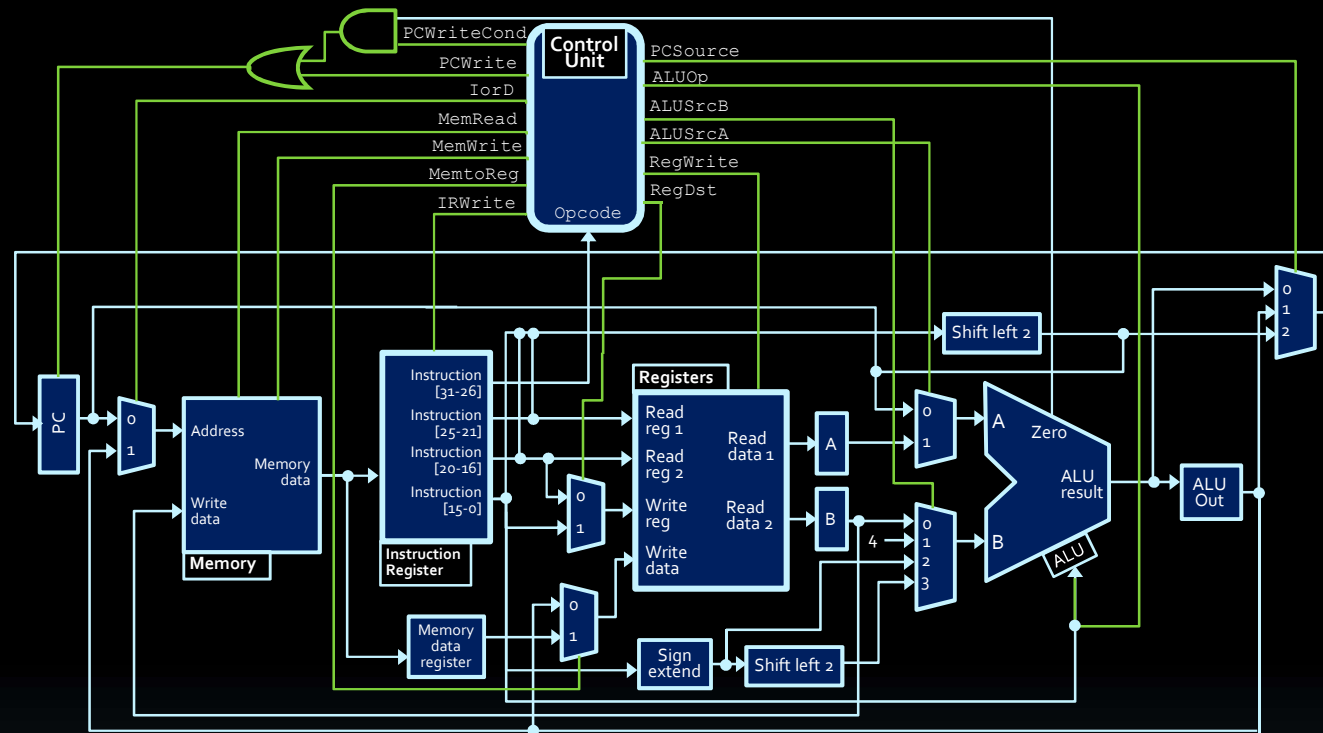 PCWriteCond
PCWrite
IorD
MemRead
MemWrite
MemtoReg
IRWrite
Control
Unit
Opcode
PCSource
ALUOp
ALUSrcB
ALUSrcA
RegWrite
RegDst
0
1
2
Shift left 2
PC
0
1
Address
Memory
data
Write
data
Memory
Instruction
[31-26]
Instruction
[25-21]
Instruction
[20-16]
Instruction
[15-0]
Instruction
Register
0
1
Registers
Read
reg 1
Read
reg 2
Write
reg
Write
data
Read
data 1
Read
data 2
A
B
0
1
4
0
1
2
3
A
B
Zero
ALU
result
ALU
ALU
Out
Memory
data
register
0
1
Sign
extend
Shift left 2